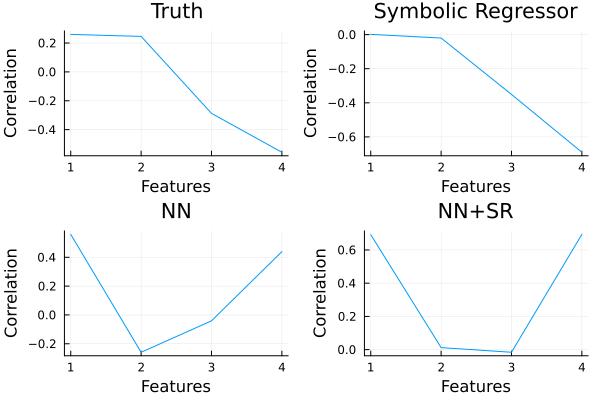 Truth
Correlation
0.2
0.0
−0.2
−0.4
1 2 3 4
Features
Symbolic Regressor
Correlation
0.0
−0.2
−0.4
−0.6
1 2 3 4
Features
NN
Correlation
0.4
0.2
0.0
−0.2
1 2 3 4
Features
NN+SR
Correlation
0.6
0.4
0.2
0.0
1 2 3 4
Features